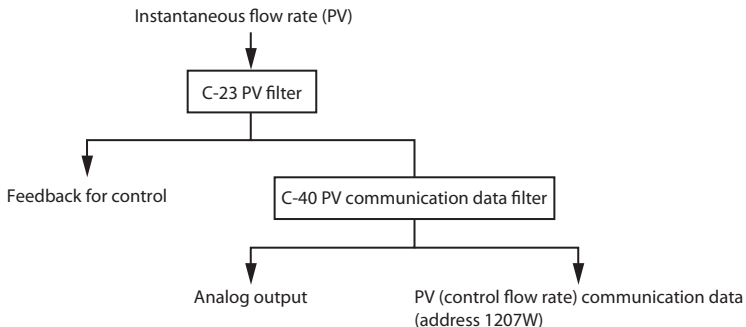 Instantaneous flow rate (PV)
C-23 PV filter
Feedback for control
C-40 PV communication data filter
Analog output
PV (control flow rate) communication data
(address 1207W)